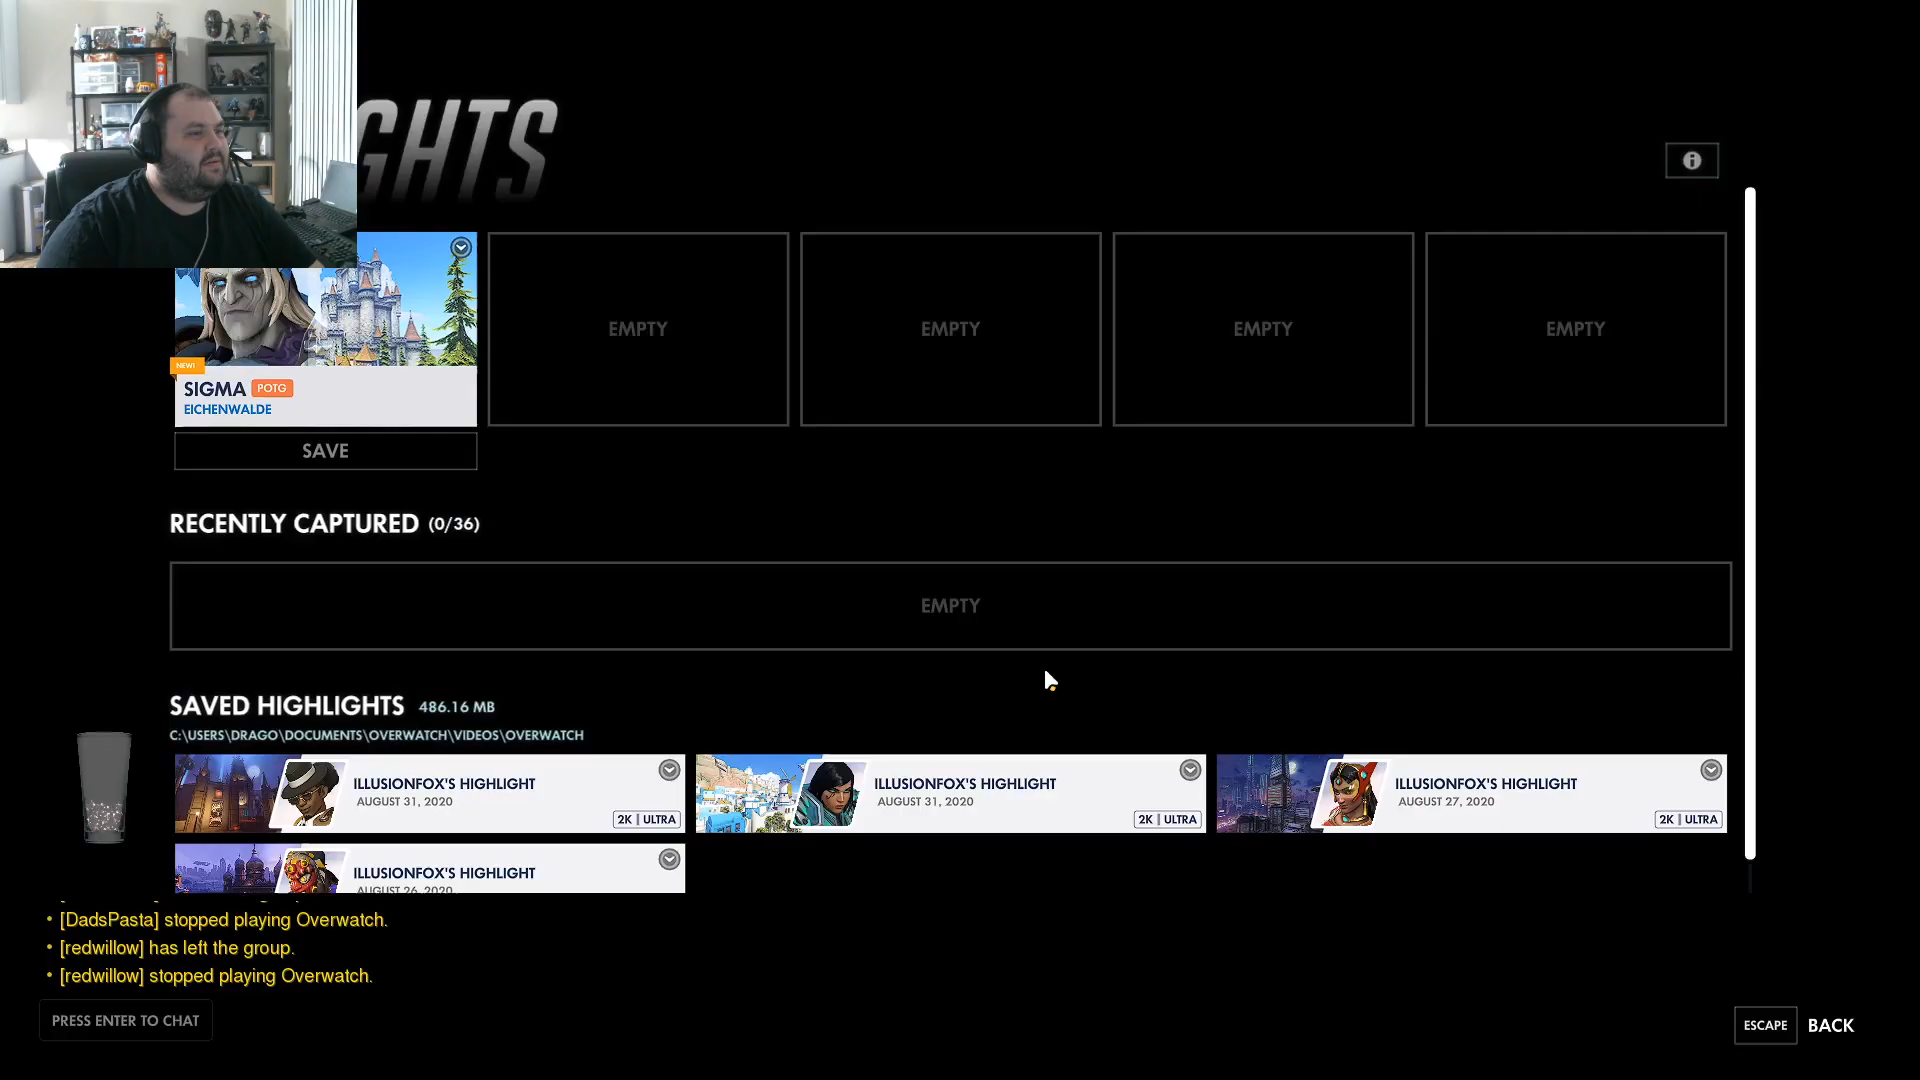 GHTS
EMPTY
EMPTY
EMPTY
EMPTY
NEW!
SIGMA POTG
EICHENWALDE
SAVE
RECENTLY CAPTURED (0/36)
EMPTY
SAVED HIGHLIGHTS 486.16 MB
C:\USERS\DRAGO\DOCUMENTS\OVERWATCH\VIDEOS\OVERWATCH
ILLUSIONFOX'S HIGHLIGHT
AUGUST 31, 2020
2K | ULTRA
ILLUSIONFOX'S HIGHLIGHT
AUGUST 31, 2020
2K | ULTRA
ILLUSIONFOX'S HIGHLIGHT
AUGUST 27, 2020
2K | ULTRA
ILLUSIONFOX'S HIGHLIGHT
AUGUST 26, 2020
• [DadsPasta] stopped playing Overwatch.
• [redwillow] has left the group.
• [redwillow] stopped playing Overwatch.
PRESS ENTER TO CHAT
ESCAPE BACK